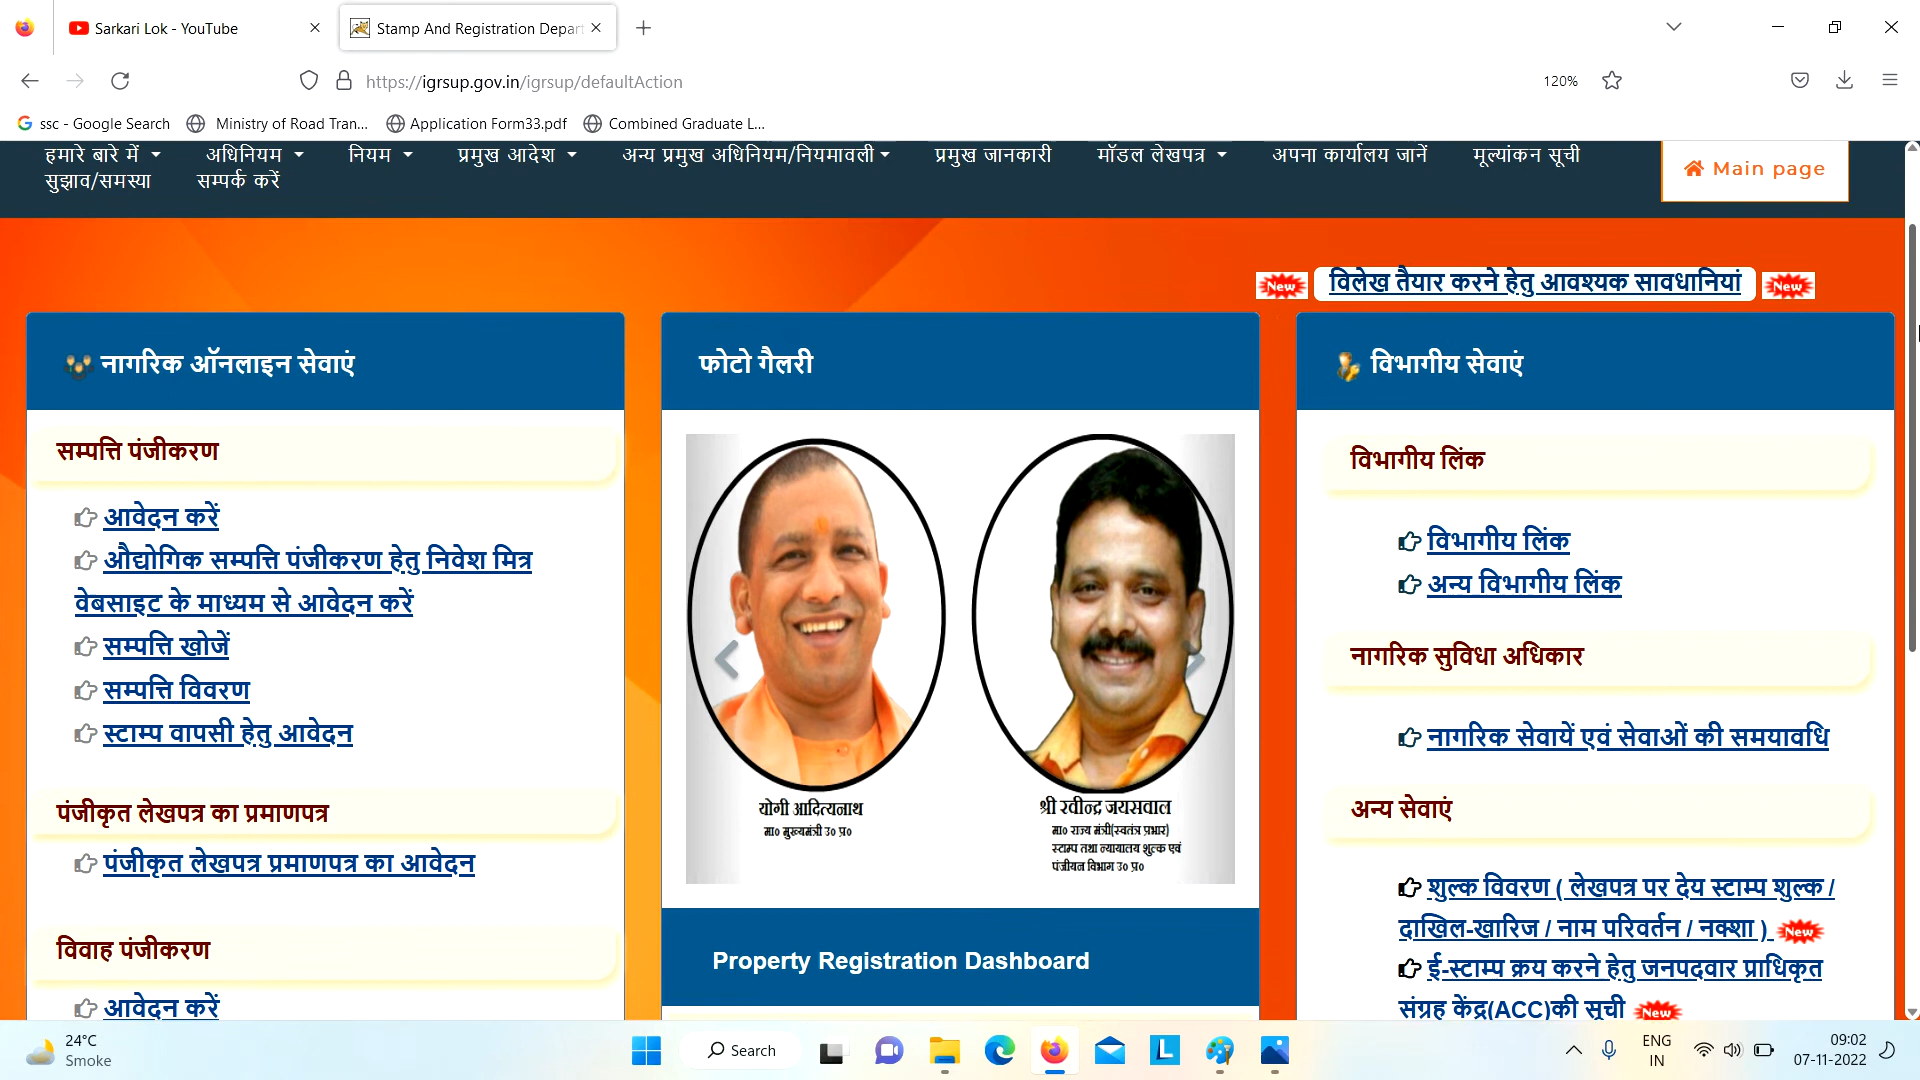 Sarkari Lok - YouTube
Stamp And Registration Depar
https://igrsup.gov.in/igrsup/defaultAction
120%
ssc - Google Search
Ministry of Road Tran...
Application Form33.pdf
Combined Graduate L...
हमारे बारे में
अधिनियम
नियम
प्रमुख आदेश
अन्य प्रमुख अधिनियम/नियमावली
प्रमुख जानकारी
मॉडल लेखपत्र
अपना कार्यालय जानें
मूल्यांकन सूची
सुझाव/समस्या
सम्पर्क करें
Main page
New विलेख तैयार करने हेतु आवश्यक सावधानियां New
नागरिक ऑनलाइन सेवाएं
सम्पत्ति पंजीकरण
आवेदन करें
औद्योगिक सम्पत्ति पंजीकरण हेतु निवेश मित्र
वेबसाइट के माध्यम से आवेदन करें
सम्पत्ति खोजें
सम्पत्ति विवरण
स्टाम्प वापसी हेतु आवेदन
पंजीकृत लेखपत्र का प्रमाणपत्र
पंजीकृत लेखपत्र प्रमाणपत्र का आवेदन
विवाह पंजीकरण
आवेदन करें
फोटो गैलरी
योगी आदित्यनाथ
मा० मुख्यमंत्री उ० प्र०
श्री रवीन्द्र जयसवाल
मा० राज्य मंत्री(स्वतंत्र प्रभार)
स्टाम्प तथा न्यायालय शुल्क एवं
पंजीयन विभाग उ० प्र०
Property Registration Dashboard
विभागीय सेवाएं
विभागीय लिंक
विभागीय लिंक
अन्य विभागीय लिंक
नागरिक सुविधा अधिकार
नागरिक सेवायें एवं सेवाओं की समयावधि
अन्य सेवाएं
शुल्क विवरण ( लेखपत्र पर देय स्टाम्प शुल्क /
दाखिल-खारिज / नाम परिवर्तन / नक्शा ) New
ई-स्टाम्प क्रय करने हेतु जनपदवार प्राधिकृत
संग्रह केंद्र(ACC)की सूची New
24°C
Smoke
Search
ENG
IN
09:02
07-11-2022